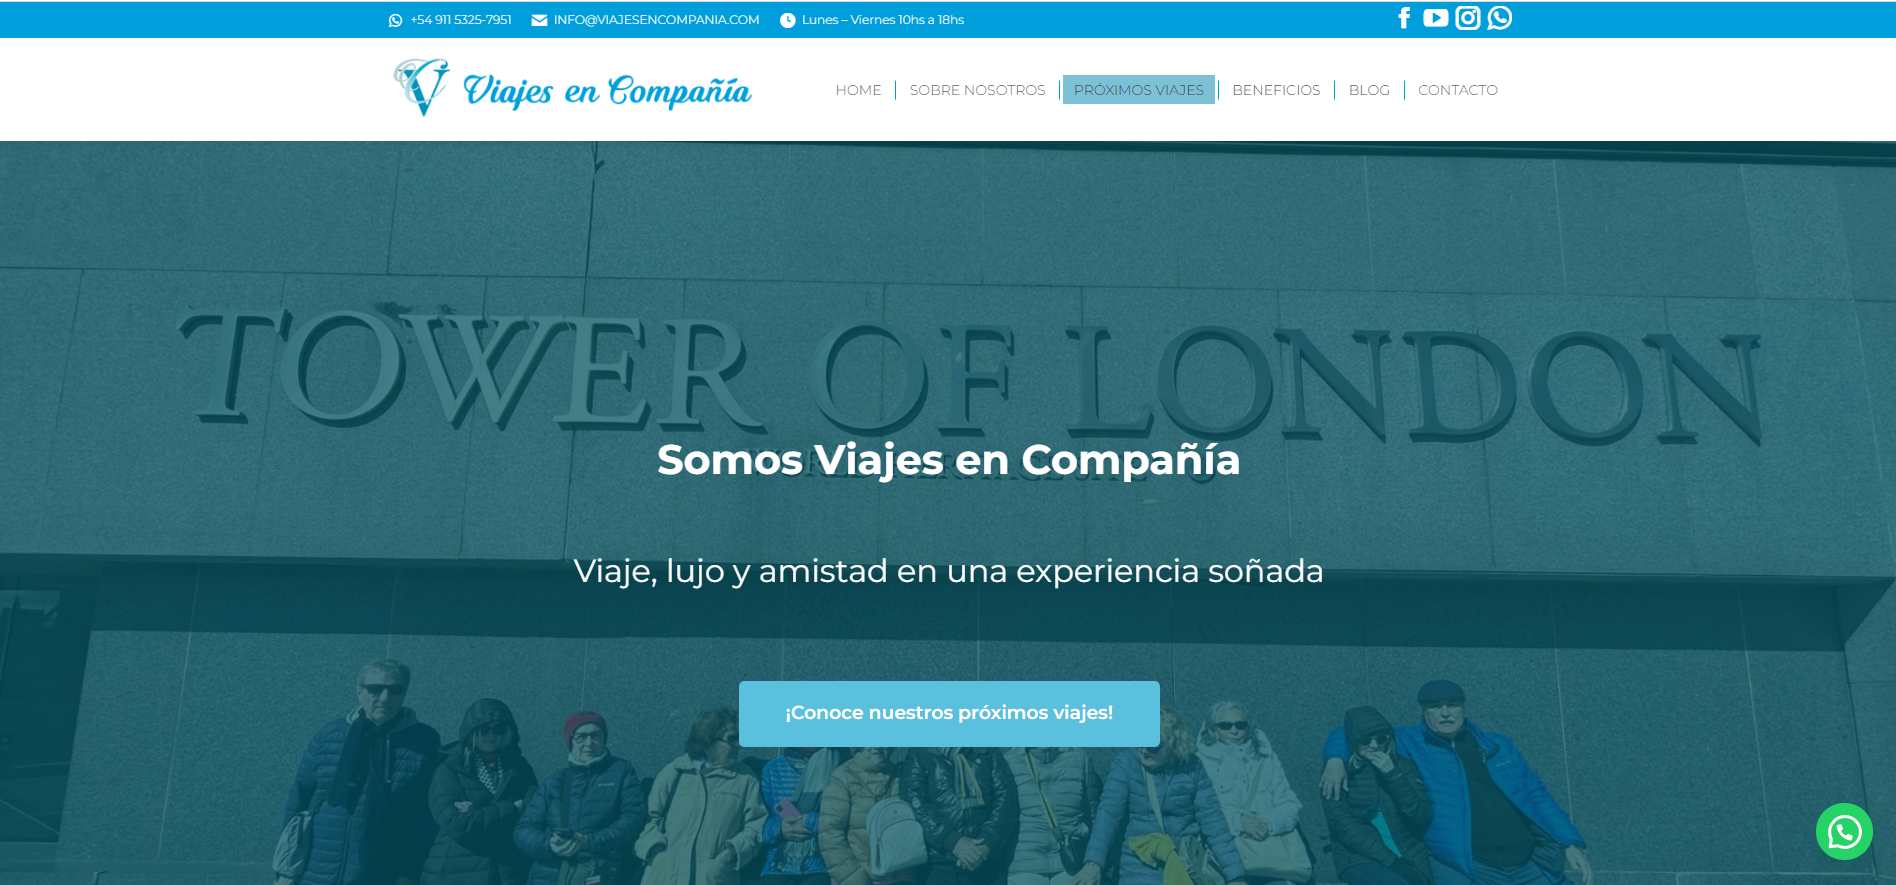 +54 911 5325-7951
INFO@VIAJESENCOMPANIA.COM
Lunes – Viernes 10hs a 18hs
Viajes en Compañía
HOME
SOBRE NOSOTROS
PRÓXIMOS VIAJES
BENEFICIOS
BLOG
CONTACTO
TOWER OF LONDON
Somos Viajes en Compañía
Viaje, lujo y amistad en una experiencia soñada
¡Conoce nuestros próximos viajes!